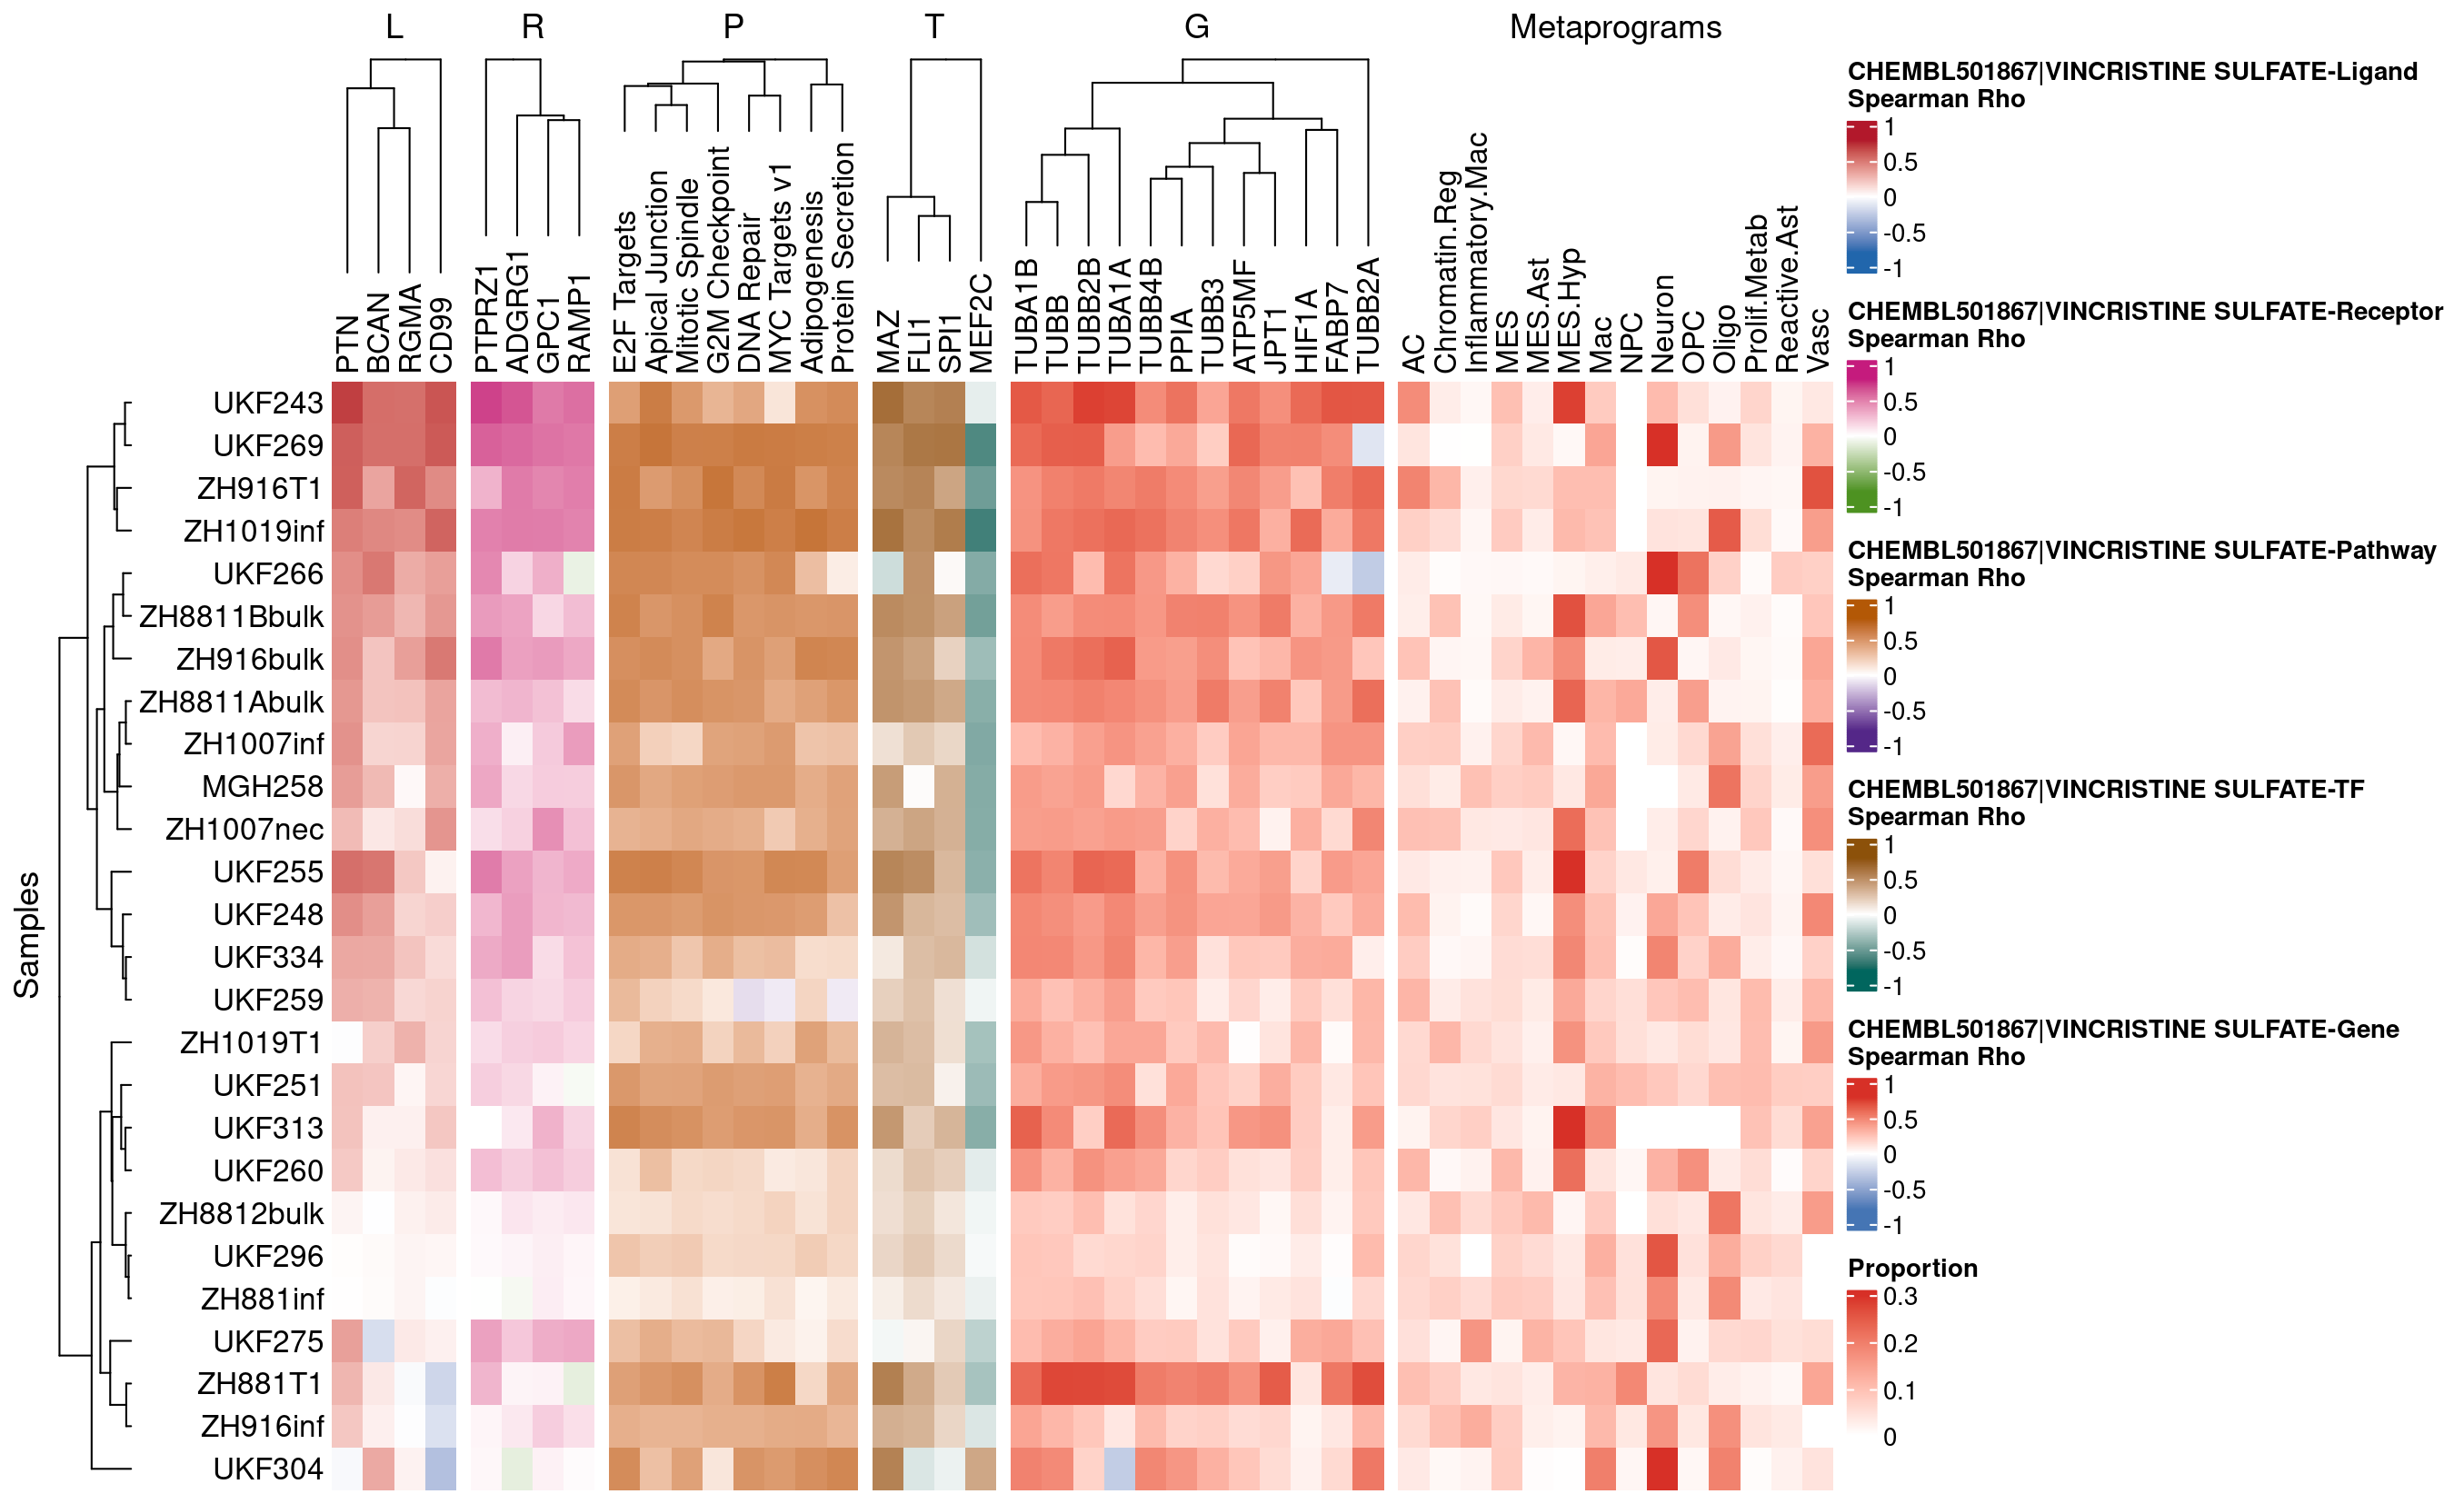 L R P T G Metaprograms
PTN BCAN RGMA CD99
PTPRZ1 ADGRG1 GPC1 RAMP1
E2F Targets
Apical Junction
Mitotic Spindle
G2M Checkpoint
DNA Repair
MYC Targets v1
Adipogenesis
Protein Secretion
MAZ FLI1 SPI1 MEF2C
TUBA1B TUBB TUBB2B TUBA1A TUBB4B PPIA TUBB3 ATP5MF JPT1 HIF1A FABP7 TUBB2A
AC Chromatin.Reg Inflammatory.Mac MES MES.Ast MES.Hyp Mac NPC Neuron OPC Oligo Prolif.Metab Reactive.Ast Vasc
Samples
UKF243
UKF269
ZH916T1
ZH1019inf
UKF266
ZH8811Bbulk
ZH916bulk
ZH8811Abulk
ZH1007inf
MGH258
ZH1007nec
UKF255
UKF248
UKF334
UKF259
ZH1019T1
UKF251
UKF313
UKF260
ZH8812bulk
UKF296
ZH881inf
UKF275
ZH881T1
ZH916inf
UKF304
CHEMBL501867|VINCRISTINE SULFATE-Ligand
Spearman Rho
1
0.5
0
-0.5
-1
CHEMBL501867|VINCRISTINE SULFATE-Receptor
Spearman Rho
1
0.5
0
-0.5
-1
CHEMBL501867|VINCRISTINE SULFATE-Pathway
Spearman Rho
1
0.5
0
-0.5
-1
CHEMBL501867|VINCRISTINE SULFATE-TF
Spearman Rho
1
0.5
0
-0.5
-1
CHEMBL501867|VINCRISTINE SULFATE-Gene
Spearman Rho
1
0.5
0
-0.5
-1
Proportion
0.3
0.2
0.1
0